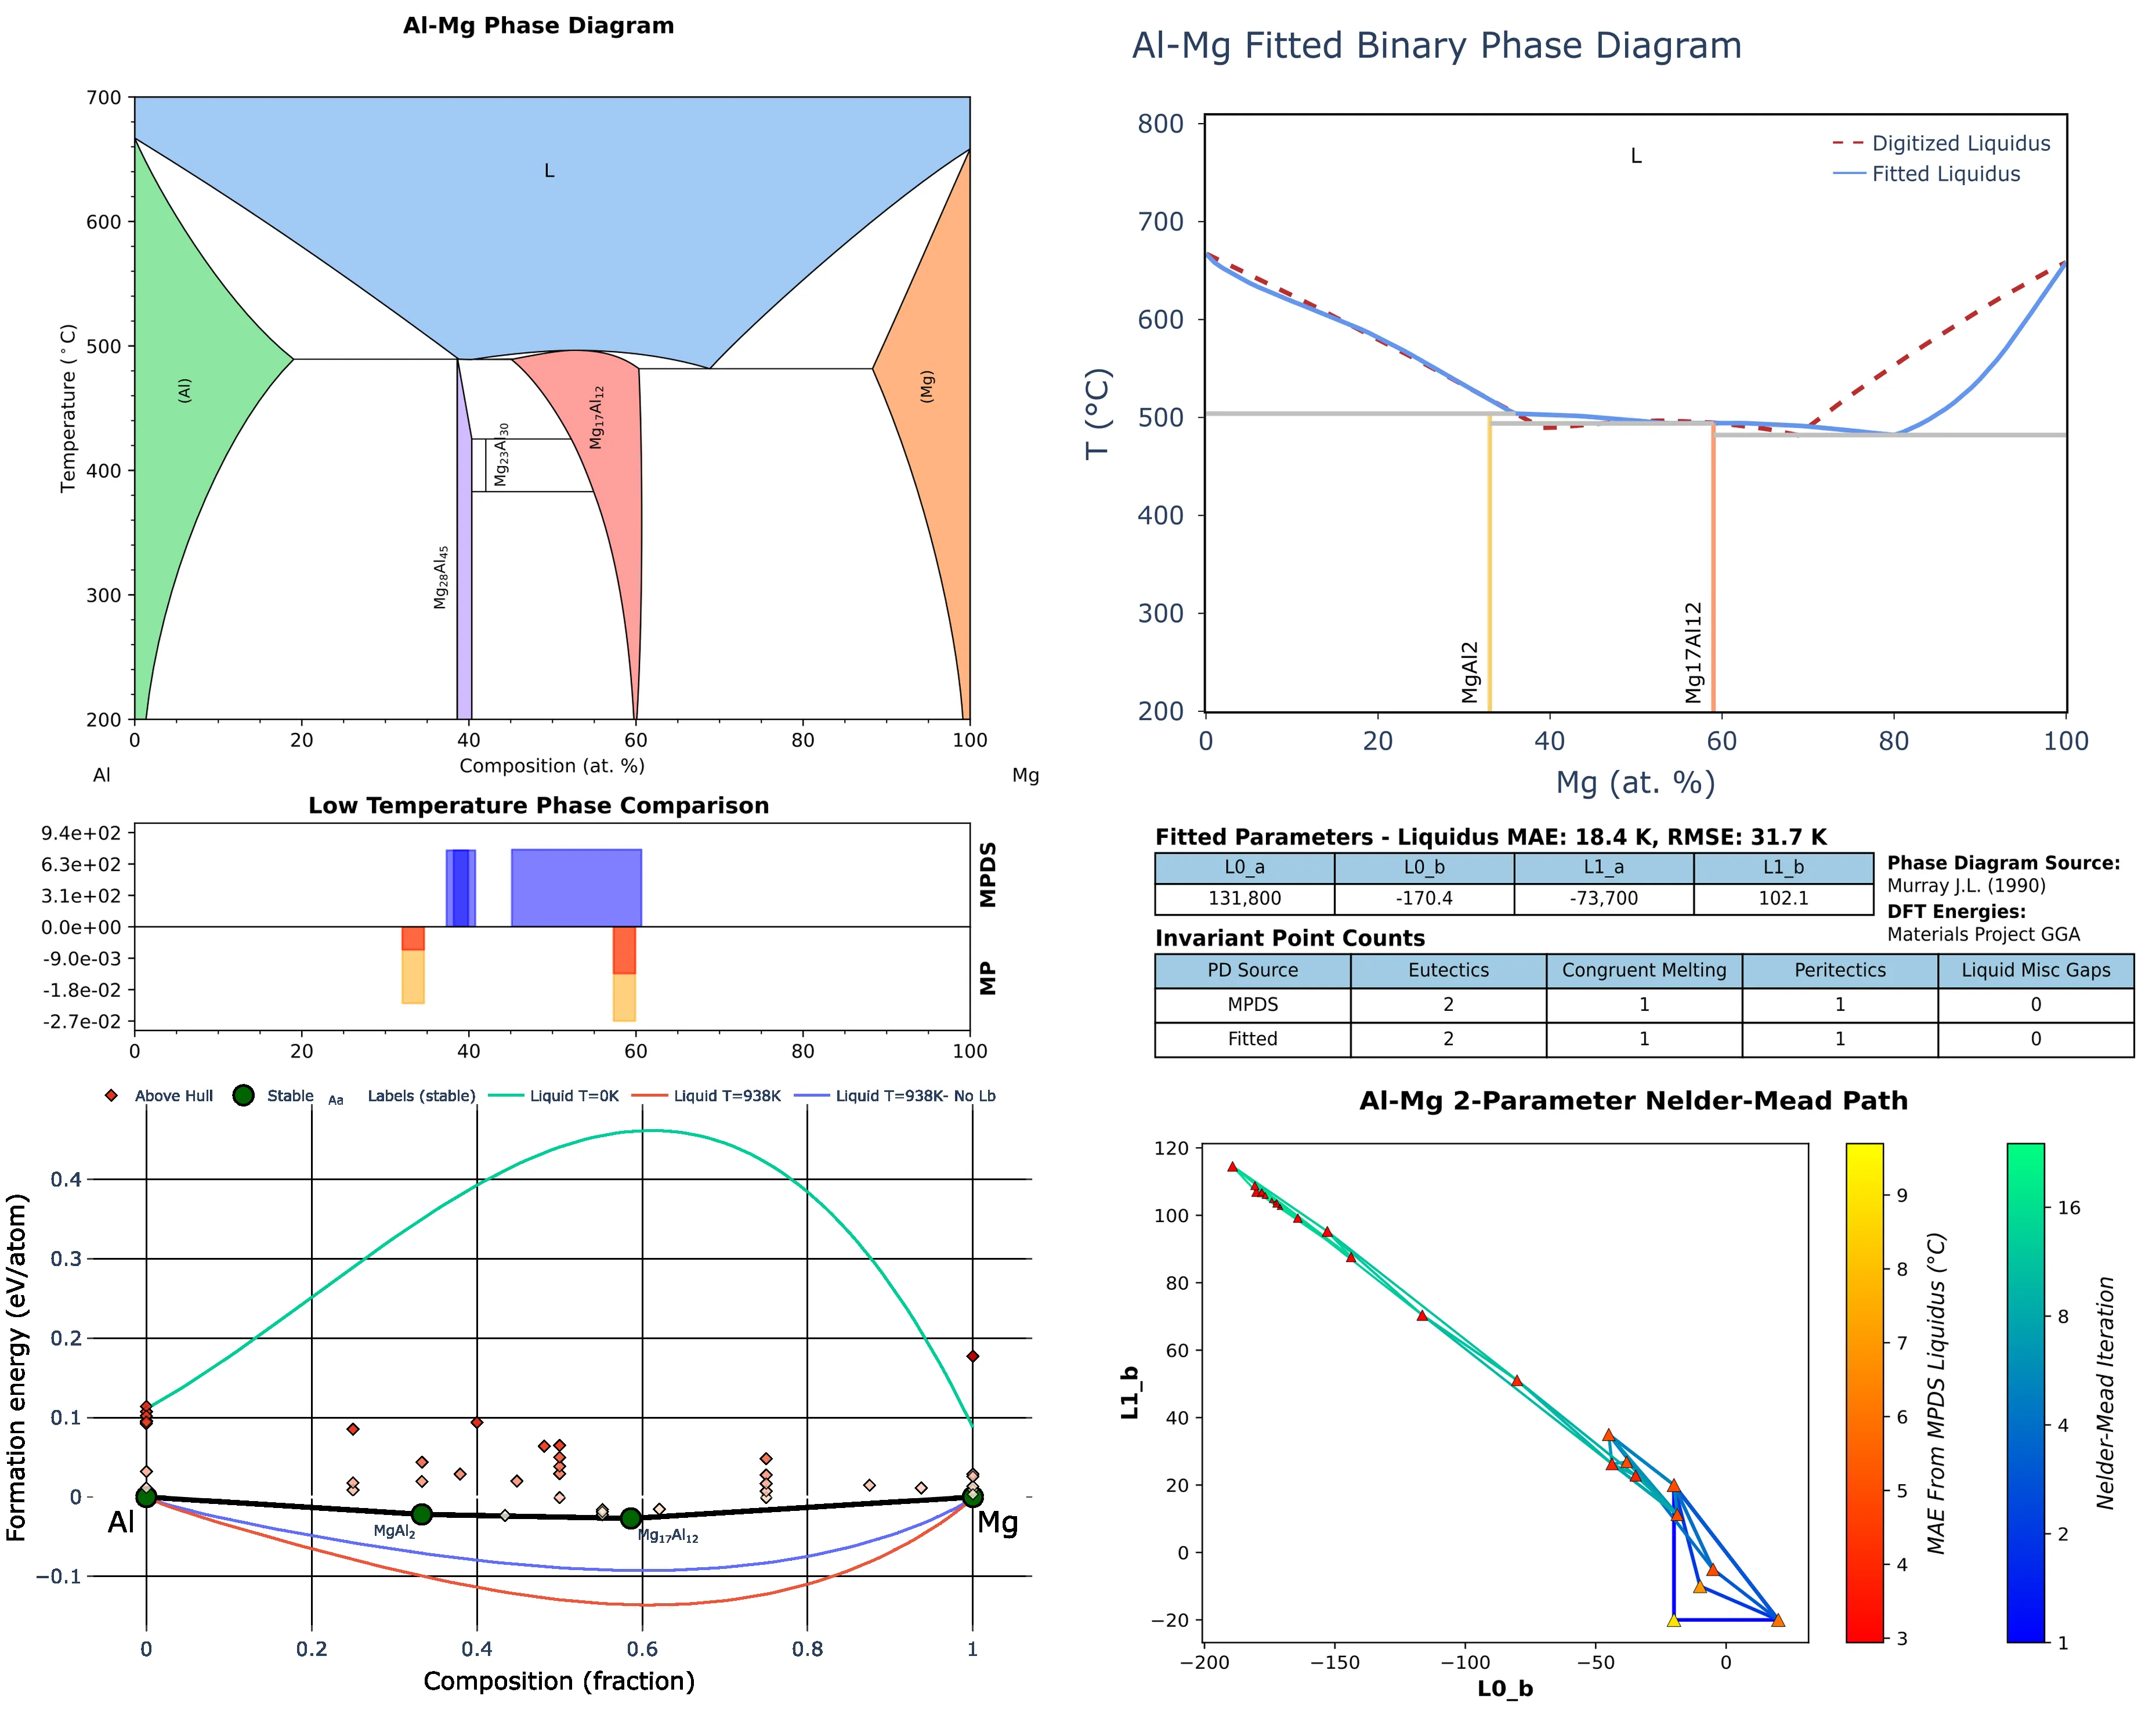 Al-Mg Phase Diagram
700
600
500
400
300
200
Temperature (°C)
L
(Al)
(Mg)
Mg28Al45
Mg23Al30
Mg17Al12
0 20 40 60 80 100
Composition (at. %)
Al
Mg
Al-Mg Fitted Binary Phase Diagram
800
700
600
500
400
300
200
T (°C)
L
Digitized Liquidus
Fitted Liquidus
MgAl2
Mg17Al12
0 20 40 60 80 100
Mg (at. %)
Low Temperature Phase Comparison
9.4e+02
6.3e+02
3.1e+02
0.0e+00
-9.0e-03
-1.8e-02
-2.7e-02
MPDS
MP
0 20 40 60 80 100
Fitted Parameters - Liquidus MAE: 18.4 K, RMSE: 31.7 K
L0_a L0_b L1_a L1_b
131,800 -170.4 -73,700 102.1
Phase Diagram Source:
Murray J.L. (1990)
DFT Energies:
Materials Project GGA
Invariant Point Counts
PD Source Eutectics Congruent Melting Peritectics Liquid Misc Gaps
MPDS 2 1 1 0
Fitted 2 1 1 0
Above Hull Stable Aa Labels (stable) Liquid T=0K Liquid T=938K Liquid T=938K- No Lb
0.4
0.3
0.2
0.1
0
−0.1
Formation energy (eV/atom)
Al
MgAl2
Mg17Al12
Mg
0 0.2 0.4 0.6 0.8 1
Composition (fraction)
Al-Mg 2-Parameter Nelder-Mead Path
120
100
80
60
40
20
0
−20
L1_b
−200 −150 −100 −50 0
L0_b
9
8
7
6
5
4
3
MAE From MPDS Liquidus (°C)
16
8
4
2
1
Nelder-Mead Iteration